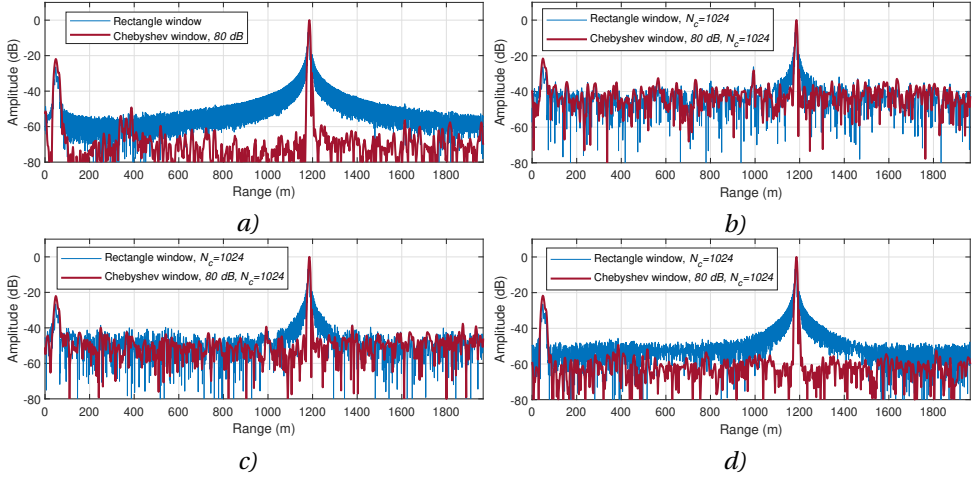 Rectangle window
Chebyshev window, 80 dB
Amplitude (dB)
0
-20
-40
-60
-80
0 200 400 600 800 1000 1200 1400 1600 1800
Range (m)
a)
Rectangle window, N_c=1024
Chebyshev window, 80 dB, N_c=1024
Amplitude (dB)
0
-20
-40
-60
-80
0 200 400 600 800 1000 1200 1400 1600 1800
Range (m)
b)
Rectangle window, N_c=1024
Chebyshev window, 80 dB, N_c=1024
Amplitude (dB)
0
-20
-40
-60
-80
0 200 400 600 800 1000 1200 1400 1600 1800
Range (m)
c)
Rectangle window, N_c=1024
Chebyshev window, 80 dB, N_c=1024
Amplitude (dB)
0
-20
-40
-60
-80
0 200 400 600 800 1000 1200 1400 1600 1800
Range (m)
d)